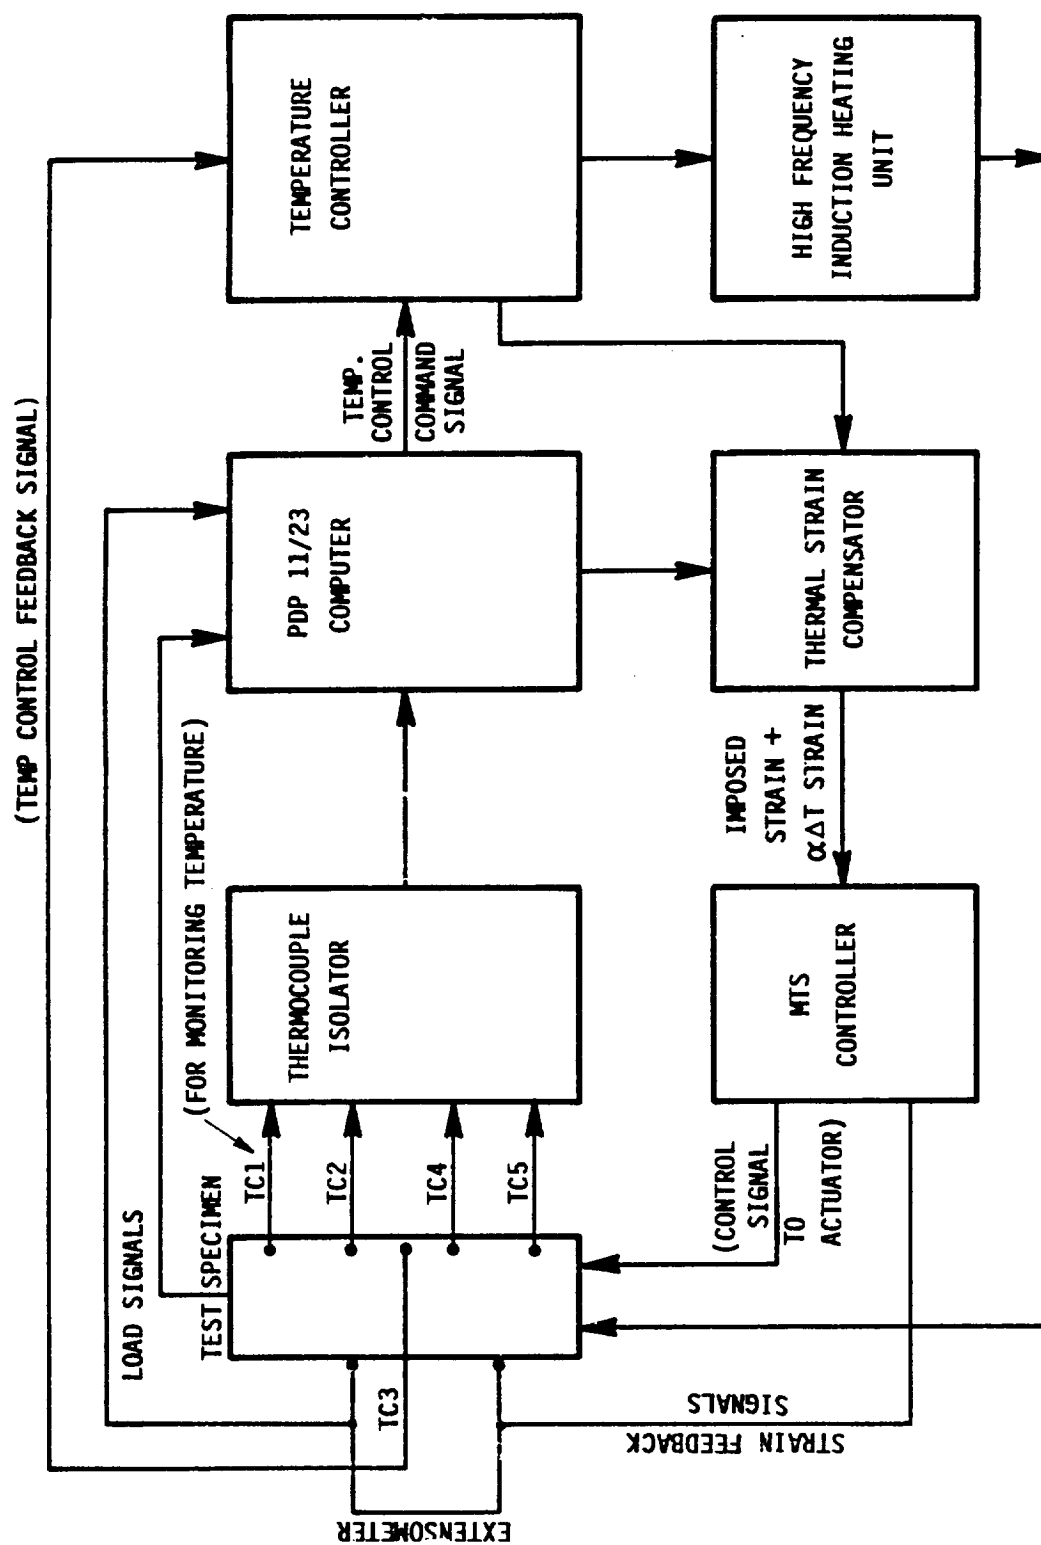 (TEMP CONTROL FEEDBACK SIGNAL)
LOAD SIGNALS
(FOR MONITORING TEMPERATURE)
TEST SPECIMEN
TC1
TC2
TC3
TC4
TC5
EXTENSOMETER
STRAIN FEEDBACK
SIGNALS
THERMOCOUPLE
ISOLATOR
PDP 11/23
COMPUTER
TEMP.
CONTROL
COMMAND
SIGNAL
TEMPERATURE
CONTROLLER
(CONTROL
SIGNAL
TO
ACTUATOR)
MTS
CONTROLLER
IMPOSED
STRAIN +
αΔT STRAIN
THERMAL STRAIN
COMPENSATOR
HIGH FREQUENCY
INDUCTION HEATING
UNIT